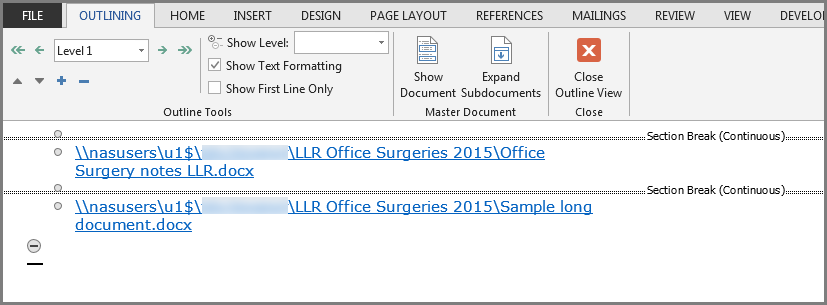 FILE OUTLINING HOME INSERT DESIGN PAGE LAYOUT REFERENCES MAILINGS REVIEW VIEW DEVELO
Level 1
Show Level:
Show Text Formatting
Show First Line Only
Show Document
Expand Subdocuments
Close Outline View
Outline Tools Master Document Close
Section Break (Continuous)
\\nasusers\u1$\ \LLR Office Surgeries 2015\Office
Surgery notes LLR.docx
Section Break (Continuous)
\\nasusers\u1$\ \LLR Office Surgeries 2015\Sample long
document.docx